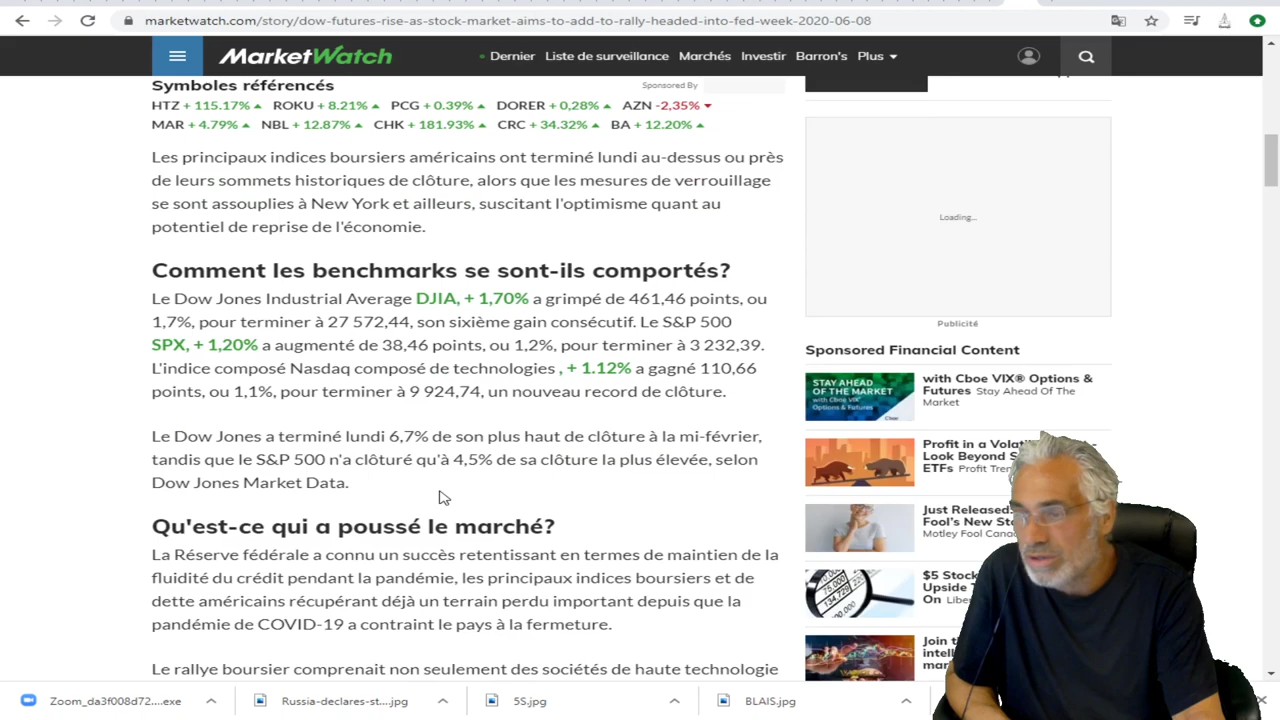 marketwatch.com/story/dow-futures-rise-as-stock-market-aims-to-add-to-rally-headed-into-fed-week-2020-06-08
MarketWatch
Dernier Liste de surveillance Marchés Investir Barron's Plus
Symboles référencés
Sponsored By
HTZ + 115.17% ROKU + 8.21% PCG + 0.39% DORER + 0,28% AZN -2,35%
MAR + 4.79% NBL + 12.87% CHK + 181.93% CRC + 34.32% BA + 12.20%
Les principaux indices boursiers américains ont terminé lundi au-dessus ou près
de leurs sommets historiques de clôture, alors que les mesures de verrouillage
se sont assouplies à New York et ailleurs, suscitant l'optimisme quant au
potentiel de reprise de l'économie.
Comment les benchmarks se sont-ils comportés?
Le Dow Jones Industrial Average DJIA, + 1,70% a grimpé de 461,46 points, ou
1,7%, pour terminer à 27 572,44, son sixième gain consécutif. Le S&P 500
SPX, + 1,20% a augmenté de 38,46 points, ou 1,2%, pour terminer à 3 232,39.
L'indice composé Nasdaq composé de technologies , + 1.12% a gagné 110,66
points, ou 1,1%, pour terminer à 9 924,74, un nouveau record de clôture.
Le Dow Jones a terminé lundi 6,7% de son plus haut de clôture à la mi-février,
tandis que le S&P 500 n'a clôturé qu'à 4,5% de sa clôture la plus élevée, selon
Dow Jones Market Data.
Qu'est-ce qui a poussé le marché?
La Réserve fédérale a connu un succès retentissant en termes de maintien de la
fluidité du crédit pendant la pandémie, les principaux indices boursiers et de
dette américains récupérant déjà un terrain perdu important depuis que la
pandémie de COVID-19 a contraint le pays à la fermeture.
Le rallye boursier comprenait non seulement des sociétés de haute technologie
Loading...
Publicité
Sponsored Financial Content
STAY AHEAD
OF THE MARKET
with Cboe VIX® Options &
Futures
with Cboe VIX® Options &
Futures Stay Ahead Of The
Market
Profit in a
Look Beyond
ETFs
Just Released:
Fool's New
Motley Fool
$5
Upside
On
Join
Zoom_da3f008d72....exe
Russia-declares-st....jpg
5S.jpg
BLAIS.jpg